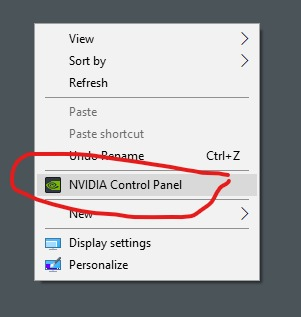 View
Sort by
Refresh
Paste
Paste shortcut
Undo Rename Ctrl+Z
NVIDIA Control Panel
New
Display settings
Personalize